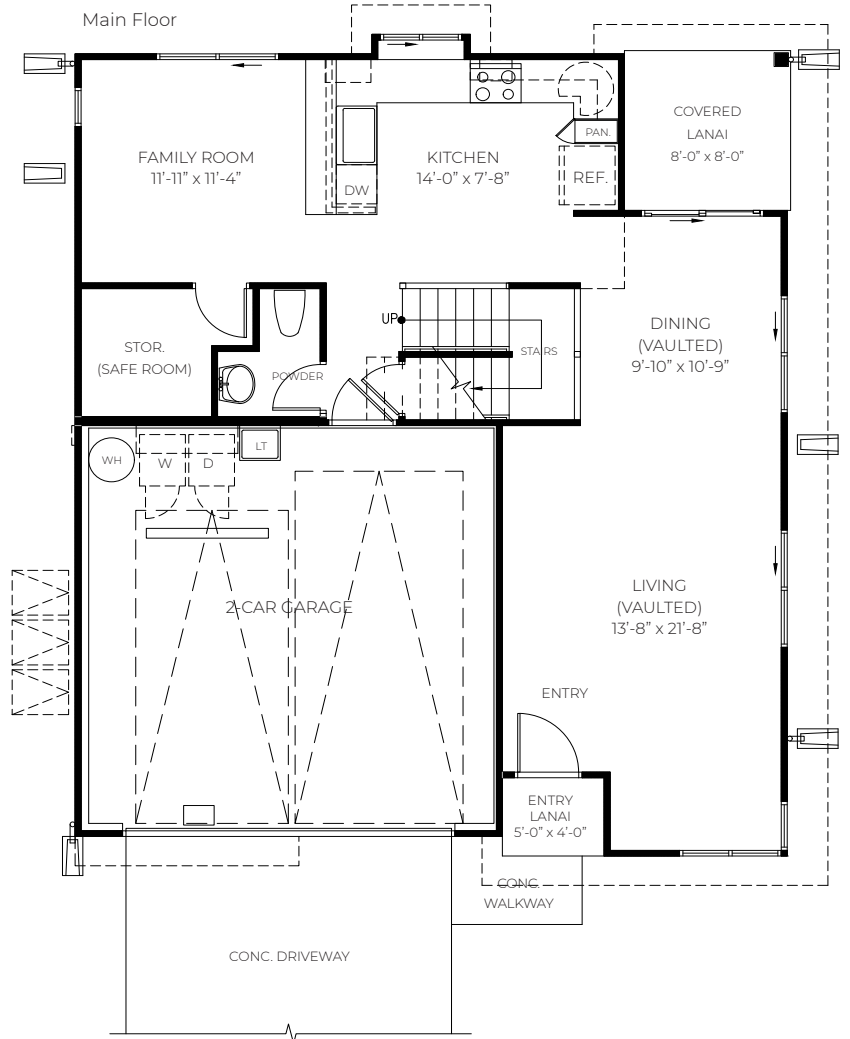 Main Floor
COVERED
LANAI
8’-0” x 8’-0”
PAN.
FAMILY ROOM
11’-11” x 11’-4”
KITCHEN
14’-0” x 7’-8”
REF.
DW
UP
STAIRS
DINING
(VAULTED)
9’-10” x 10’-9”
STOR.
(SAFE ROOM)
POWDER
WH
W
D
LT
2-CAR GARAGE
LIVING
(VAULTED)
13’-8” x 21’-8”
ENTRY
ENTRY
LANAI
5’-0” x 4’-0”
CONC.
WALKWAY
CONC. DRIVEWAY